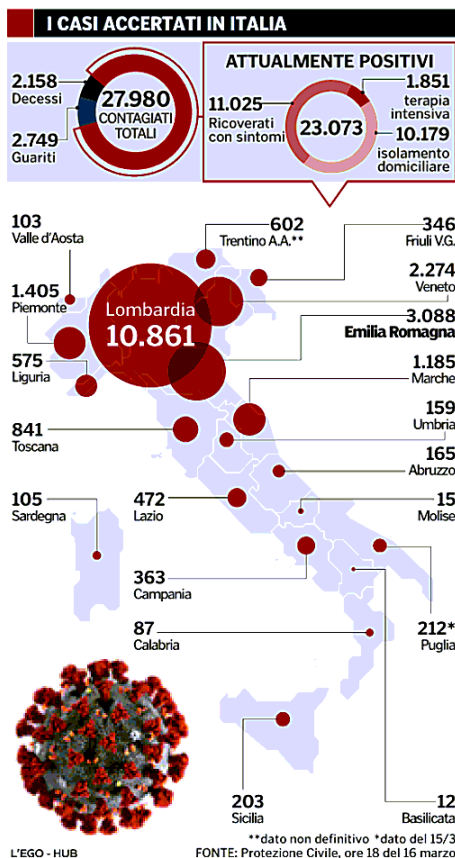 I CASI ACCERTATI IN ITALIA
2.158
Decessi
2.749
Guariti
27.980
CONTAGIATI
TOTALI
ATTUALMENTE POSITIVI
11.025
Ricoverati
con sintomi
23.073
1.851
terapia
intensiva
10.179
isolamento
domiciliare
103
Valle d'Aosta
602
Trentino A.A.**
346
Friuli V.G.
2.274
Veneto
1.405
Piemonte
Lombardia
10.861
3.088
Emilia Romagna
575
Liguria
1.185
Marche
159
Umbria
841
Toscana
165
Abruzzo
105
Sardegna
472
Lazio
15
Molise
363
Campania
87
Calabria
212*
Puglia
203
Sicilia
12
Basilicata
**dato non definitivo *dato del 15/3
L'EGO - HUB
FONTE: Protezione Civile, ore 18 del 16 marzo